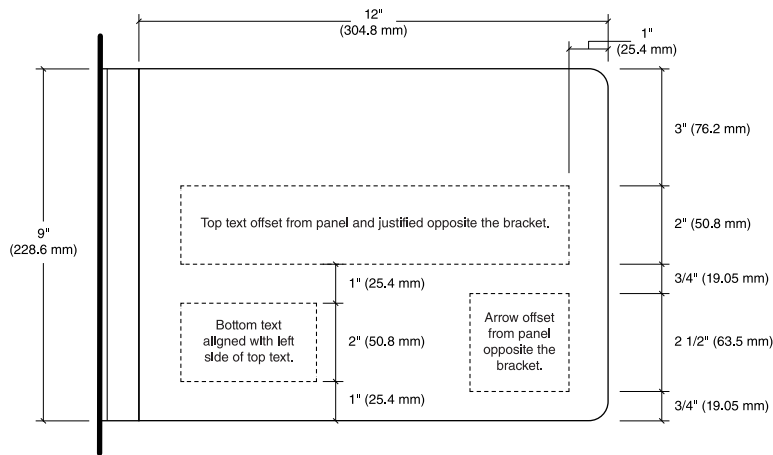 12"
(304.8 mm)
1"
(25.4 mm)
3" (76.2 mm)
9"
(228.6 mm)
Top text offset from panel and justified opposite the bracket.
2" (50.8 mm)
1" (25.4 mm)
3/4" (19.05 mm)
Bottom text
aligned with left
side of top text.
2" (50.8 mm)
Arrow offset
from panel
opposite the
bracket.
2 1/2" (63.5 mm)
1" (25.4 mm)
3/4" (19.05 mm)